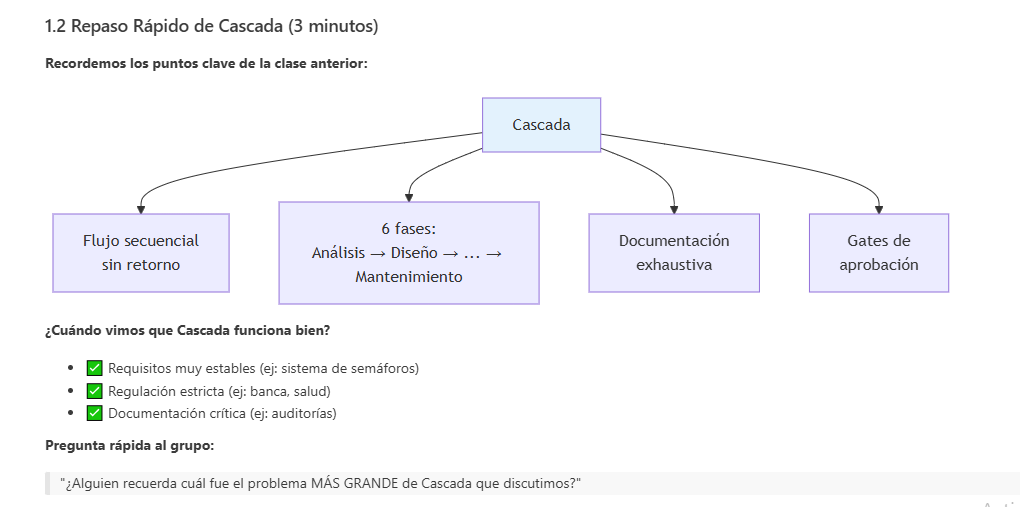 1.2 Repaso Rápido de Cascada (3 minutos)
Recordemos los puntos clave de la clase anterior:
Cascada
Flujo secuencial
sin retorno
6 fases:
Análisis → Diseño → ... →
Mantenimiento
Documentación
exhaustiva
Gates de
aprobación
¿Cuándo vimos que Cascada funciona bien?
• ✅ Requisitos muy estables (ej: sistema de semáforos)
• ✅ Regulación estricta (ej: banca, salud)
• ✅ Documentación crítica (ej: auditorías)
Pregunta rápida al grupo:
"¿Alguien recuerda cuál fue el problema MÁS GRANDE de Cascada que discutimos?"